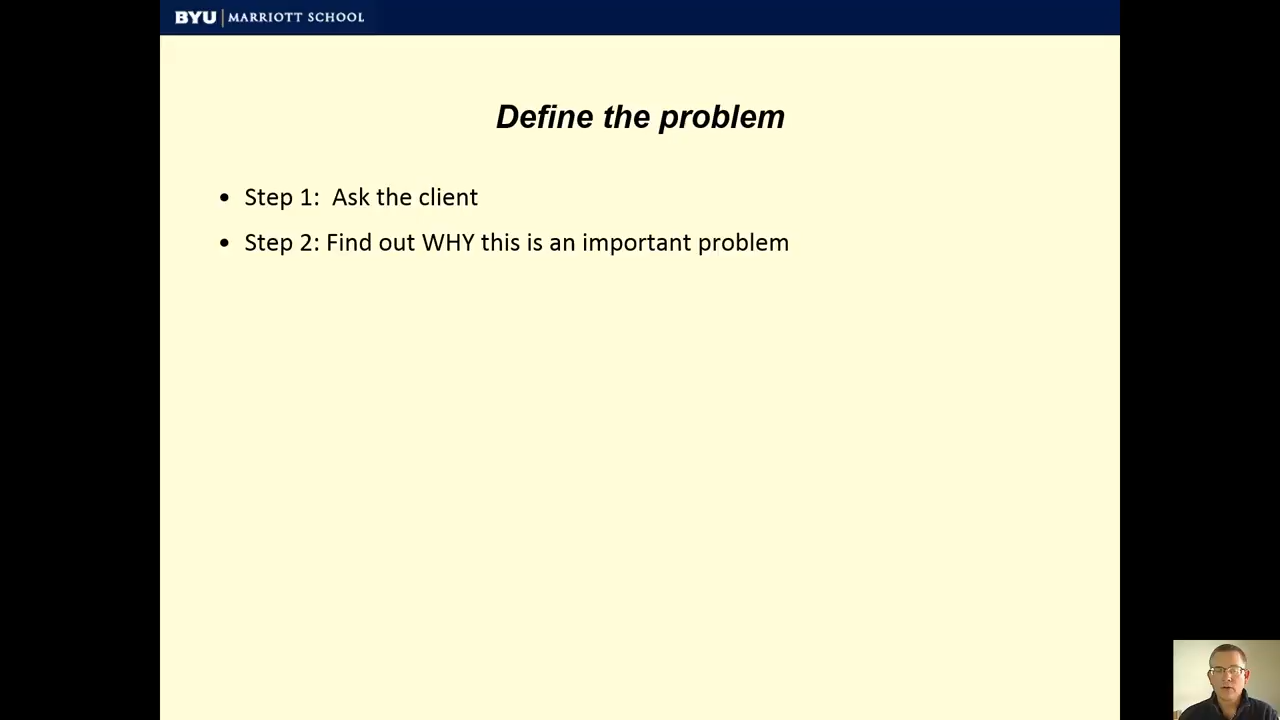 BYU | MARRIOTT SCHOOL
Define the problem
• Step 1:  Ask the client
• Step 2: Find out WHY this is an important problem